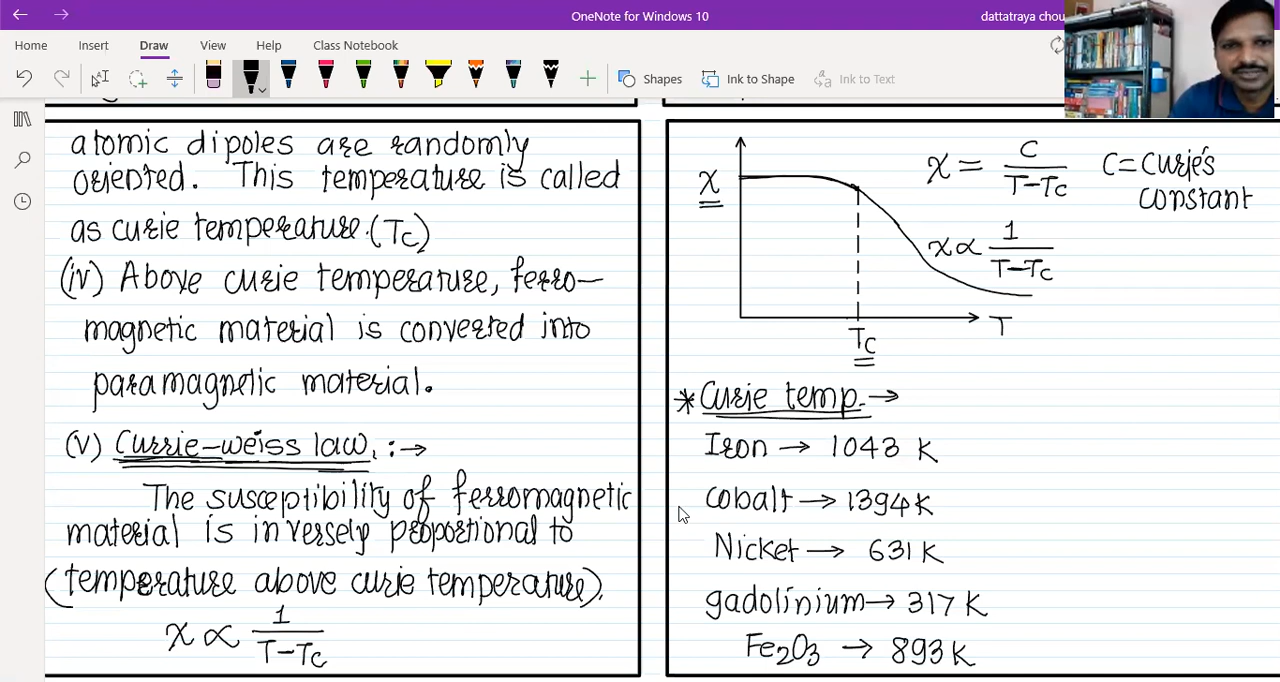 OneNote for Windows 10
dattatraya chou
Home Insert Draw View Help Class Notebook
Shapes Ink to Shape Ink to Text
atomic dipoles are randomly
oriented. This temperature is called
as curie temperature. (Tc)
(iv) Above curie temperature, ferro-
magnetic material is converted into
paramagnetic material.
(v) Currie-weiss law :→
The susceptibility of ferromagnetic
material is inversely proportional to
(temperature above curie temperature).
χ ∝ 1/(T-Tc)
χ
Tc
T
χ = C/(T-Tc) C = Curie's
constant
χ ∝ 1/(T-Tc)
* Curie temp. →
Iron → 1043 K
Cobalt → 1394 K
Nicket → 631 K
gadolinium → 317 K
Fe₂O₃ → 893 K